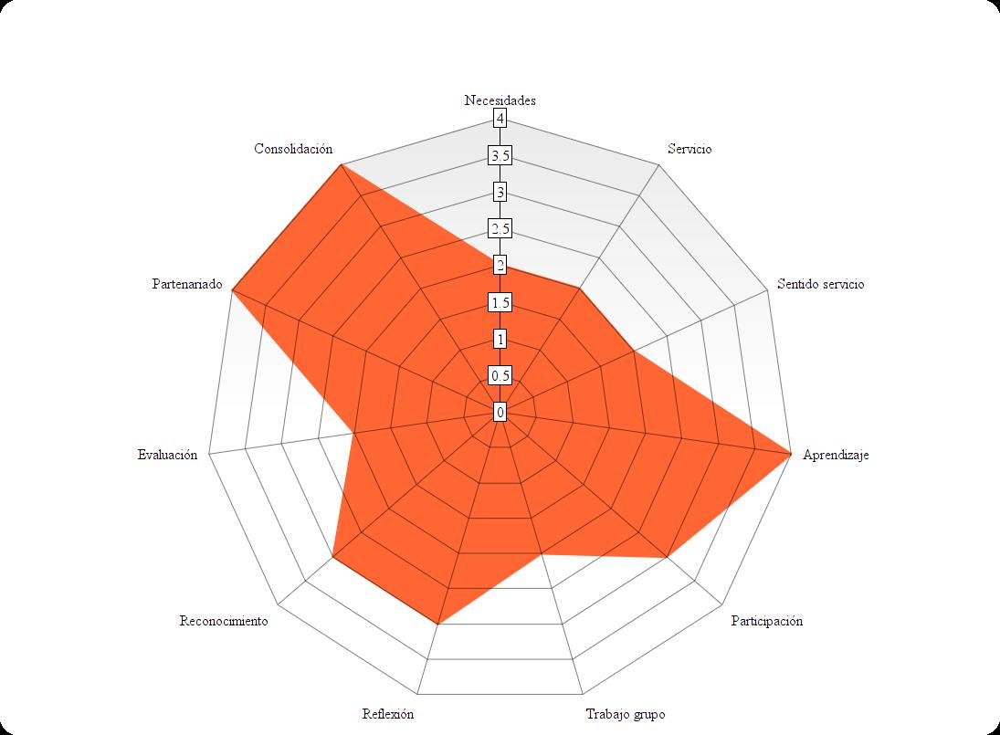 Necesidades
4
Consolidación
Servicio
3.5
3
2.5
2
Partenariado
Sentido servicio
1.5
1
0.5
0
Evaluación
Aprendizaje
Reconocimiento
Participación
Reflexión
Trabajo grupo